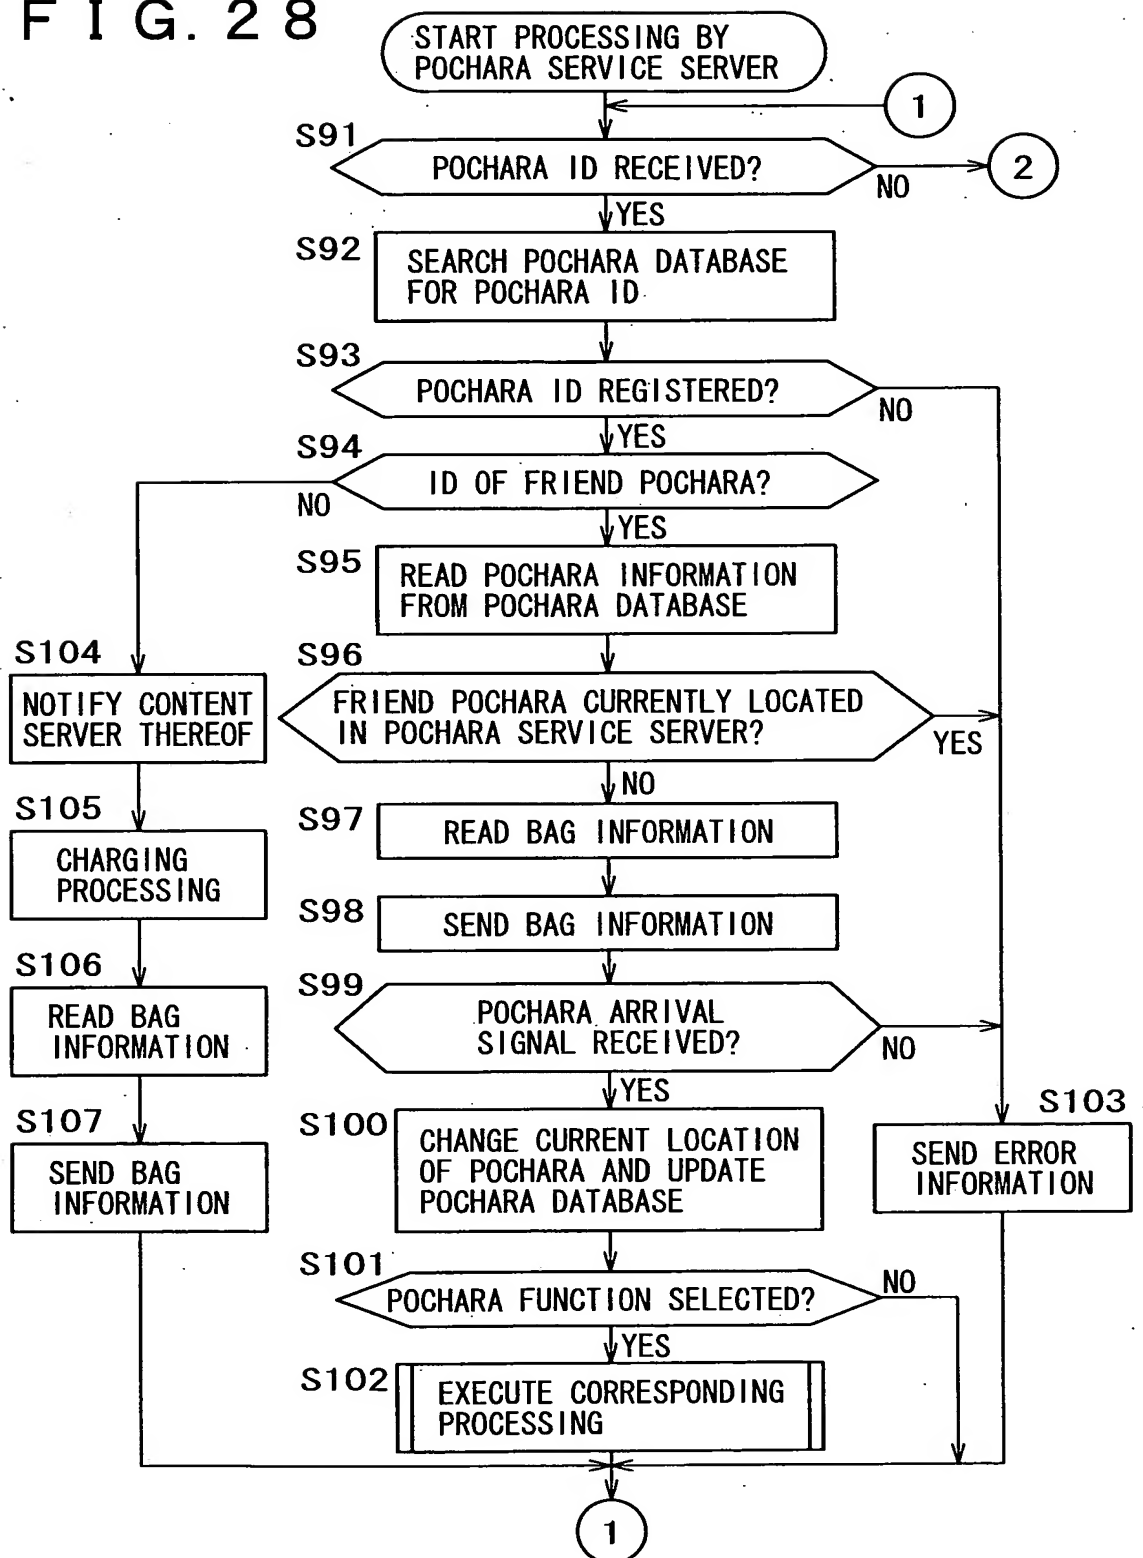 FIG. 28
START PROCESSING BY
POCHARA SERVICE SERVER
1
S91
POCHARA ID RECEIVED?
NO
2
YES
S92
SEARCH POCHARA DATABASE
FOR POCHARA ID
S93
POCHARA ID REGISTERED?
NO
YES
S94
ID OF FRIEND POCHARA?
NO
YES
S95
READ POCHARA INFORMATION
FROM POCHARA DATABASE
S96
FRIEND POCHARA CURRENTLY LOCATED
IN POCHARA SERVICE SERVER?
YES
NO
S97
READ BAG INFORMATION
S98
SEND BAG INFORMATION
S99
POCHARA ARRIVAL
SIGNAL RECEIVED?
NO
YES
S100
CHANGE CURRENT LOCATION
OF POCHARA AND UPDATE
POCHARA DATABASE
S101
POCHARA FUNCTION SELECTED?
NO
YES
S102
EXECUTE CORRESPONDING
PROCESSING
S103
SEND ERROR
INFORMATION
S104
NOTIFY CONTENT
SERVER THEREOF
S105
CHARGING
PROCESSING
S106
READ BAG
INFORMATION
S107
SEND BAG
INFORMATION
1